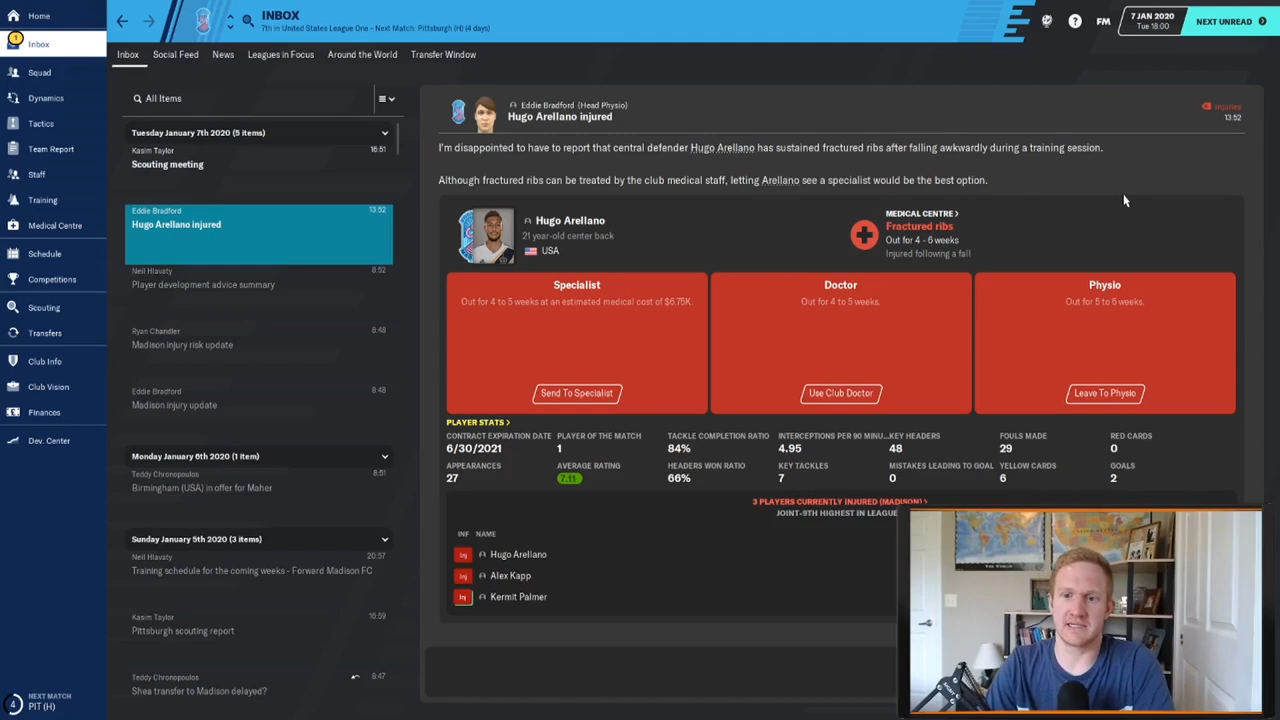 Home
1
Inbox
Squad
Dynamics
Tactics
Team Report
Staff
Training
Medical Centre
Schedule
Competitions
Scouting
Transfers
Club Info
Club Vision
Finances
Dev. Center
4
NEXT MATCH
PIT (H)
INBOX
7th in United States League One - Next Match: Pittsburgh (H) (4 days)
?
FM
7 JAN 2020
Tue 18:00
NEXT UNREAD
Inbox
Social Feed
News
Leagues in Focus
Around the World
Transfer Window
All Items
Tuesday January 7th 2020 (5 items)
Kasim Taylor
16:51
Scouting meeting
Eddie Bradford
13:52
Hugo Arellano injured
Neil Hlavaty
8:52
Player development advice summary
Ryan Chandler
8:48
Madison injury risk update
Eddie Bradford
8:48
Madison injury update
Monday January 6th 2020 (1 item)
Teddy Chronopoulos
8:51
Birmingham (USA) in offer for Maher
Sunday January 5th 2020 (3 items)
Neil Hlavaty
20:57
Training schedule for the coming weeks - Forward Madison FC
Kasim Taylor
16:59
Pittsburgh scouting report
Teddy Chronopoulos
8:47
Shea transfer to Madison delayed?
Eddie Bradford (Head Physio)
Hugo Arellano injured
Injuries
13:52
I'm disappointed to have to report that central defender Hugo Arellano has sustained fractured ribs after falling awkwardly during a training session.
Although fractured ribs can be treated by the club medical staff, letting Arellano see a specialist would be the best option.
Hugo Arellano
21 year-old center back
USA
MEDICAL CENTRE >
Fractured ribs
Out for 4 - 6 weeks
Injured following a fall
Specialist
Out for 4 to 5 weeks at an estimated medical cost of $6.75K.
Send To Specialist
Doctor
Out for 4 to 5 weeks.
Use Club Doctor
Physio
Out for 5 to 6 weeks.
Leave To Physio
PLAYER STATS >
CONTRACT EXPIRATION DATE
6/30/2021
PLAYER OF THE MATCH
1
TACKLE COMPLETION RATIO
84%
INTERCEPTIONS PER 90 MINU...
4.95
KEY HEADERS
48
FOULS MADE
29
RED CARDS
0
APPEARANCES
27
AVERAGE RATING
7.11
HEADERS WON RATIO
66%
KEY TACKLES
7
MISTAKES LEADING TO GOAL
0
YELLOW CARDS
6
GOALS
2
3 PLAYERS CURRENTLY INJURED (MADISON) >
JOINT-9TH HIGHEST IN LEAGUE
INF NAME
Inj Hugo Arellano
Inj Alex Kapp
Inj Kermit Palmer